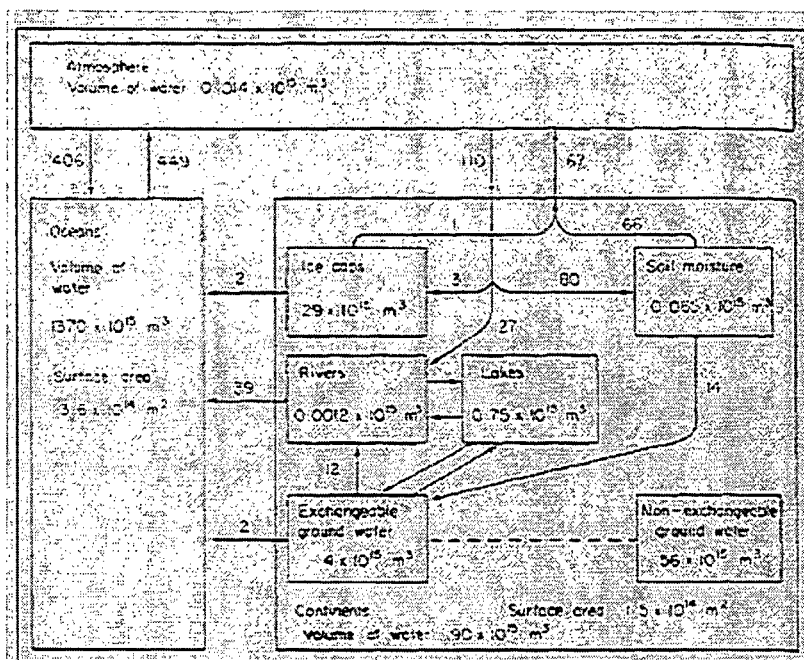 Atmosphere
Volume of water 0.014 x 10¹⁵ m³
406
449
110
67
Oceans
Volume of
water
1370 x 10¹⁵ m³
Surface area
3.6 x 10¹⁴ m²
1
66
2
Ice caps
29 x 10¹⁵ m³
3
80
Soil moisture
0.065 x 10¹⁵ m³
27
39
Rivers
0.0012 x 10¹⁵ m³
Lakes
0.75 x 10¹⁵ m³
14
12
2
Exchangeable
ground water
4 x 10¹⁵ m³
Non-exchangeable
ground water
56 x 10¹⁵ m³
Continents
Surface area 1.5 x 10¹⁴ m²
Volume of water 90 x 10¹⁵ m³